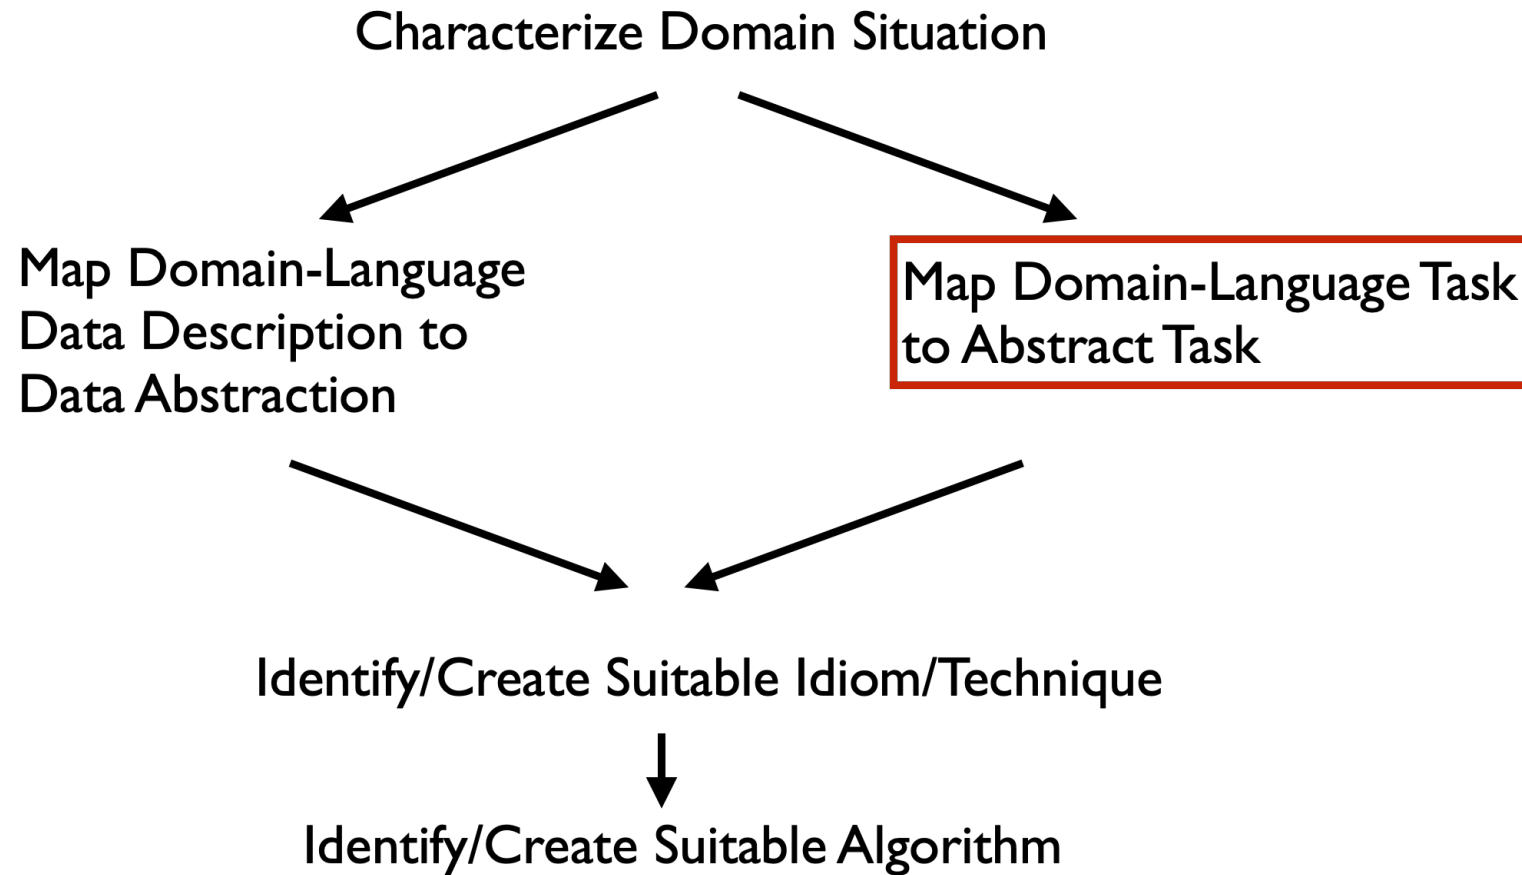 Characterize Domain Situation
Map Domain-Language
Data Description to
Data Abstraction
Map Domain-Language Task
to Abstract Task
Identify/Create Suitable Idiom/Technique
Identify/Create Suitable Algorithm